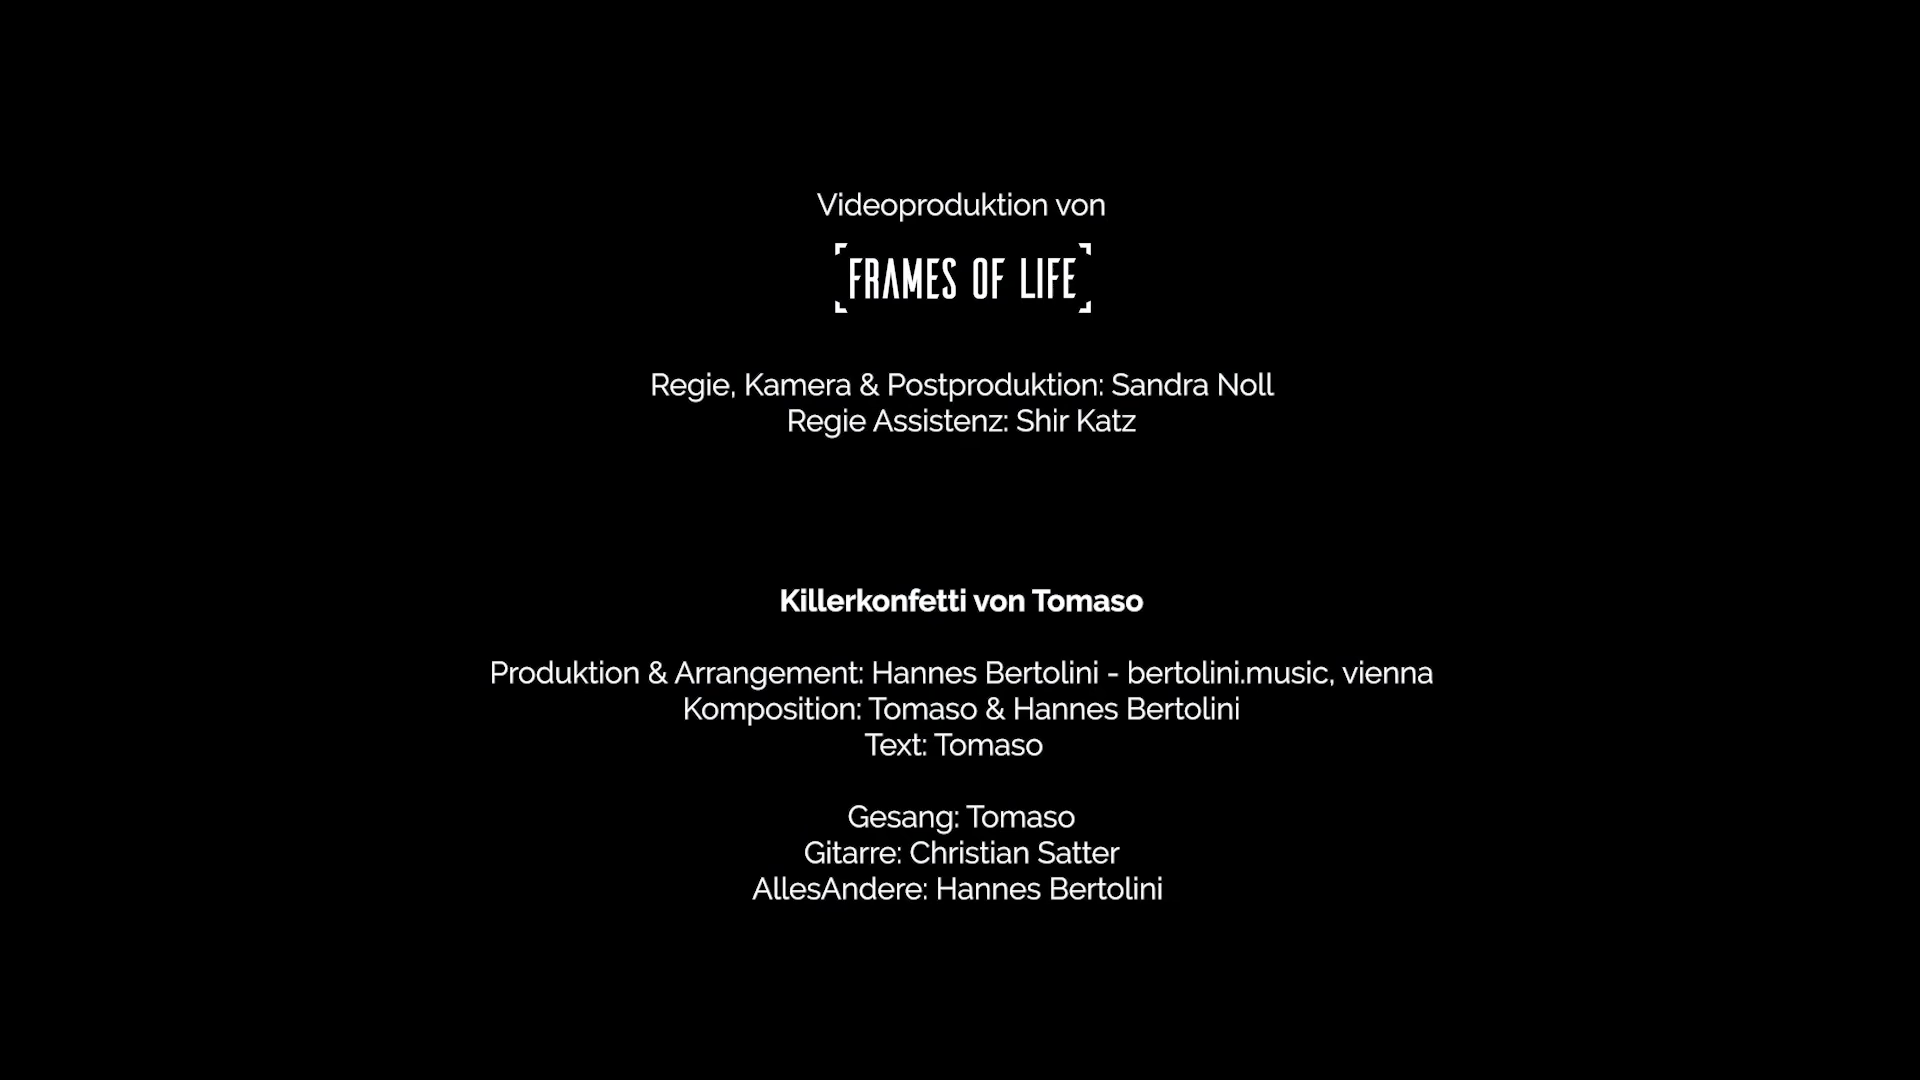 Videoproduktion von
FRAMES OF LIFE
Regie, Kamera & Postproduktion: Sandra Noll
Regie Assistenz: Shir Katz
Killerkonfetti von Tomaso
Produktion & Arrangement: Hannes Bertolini - bertolini.music, vienna
Komposition: Tomaso & Hannes Bertolini
Text: Tomaso
Gesang: Tomaso
Gitarre: Christian Satter
AllesAndere: Hannes Bertolini